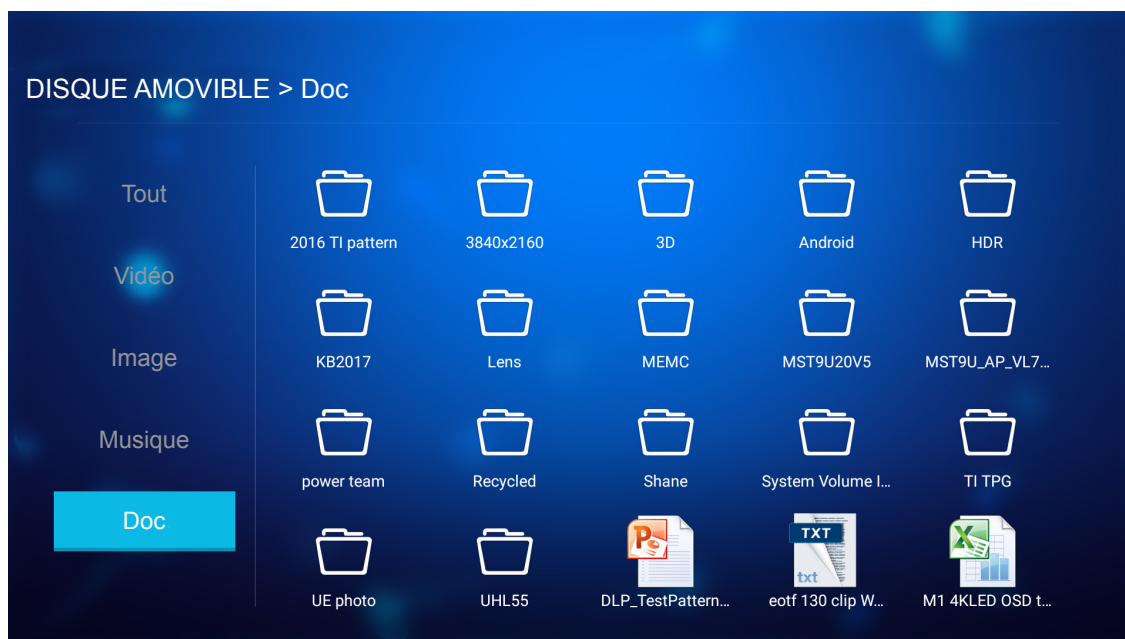 DISQUE AMOVIBLE > Doc
Tout
Vidéo
Image
Musique
Doc
2016 TI pattern
3840x2160
3D
Android
HDR
KB2017
Lens
MEMC
MST9U20V5
MST9U_AP_VL7...
power team
Recycled
Shane
System Volume I...
TI TPG
UE photo
UHL55
P
DLP_TestPattern...
TXT
txt
eotf 130 clip W...
X
M1 4KLED OSD t...